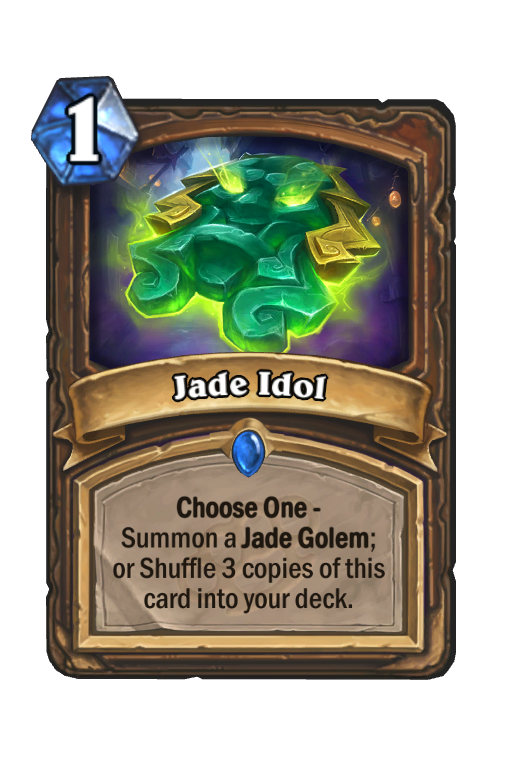 1
Jade Idol
Choose One -
Summon a Jade Golem;
or Shuffle 3 copies of this
card into your deck.